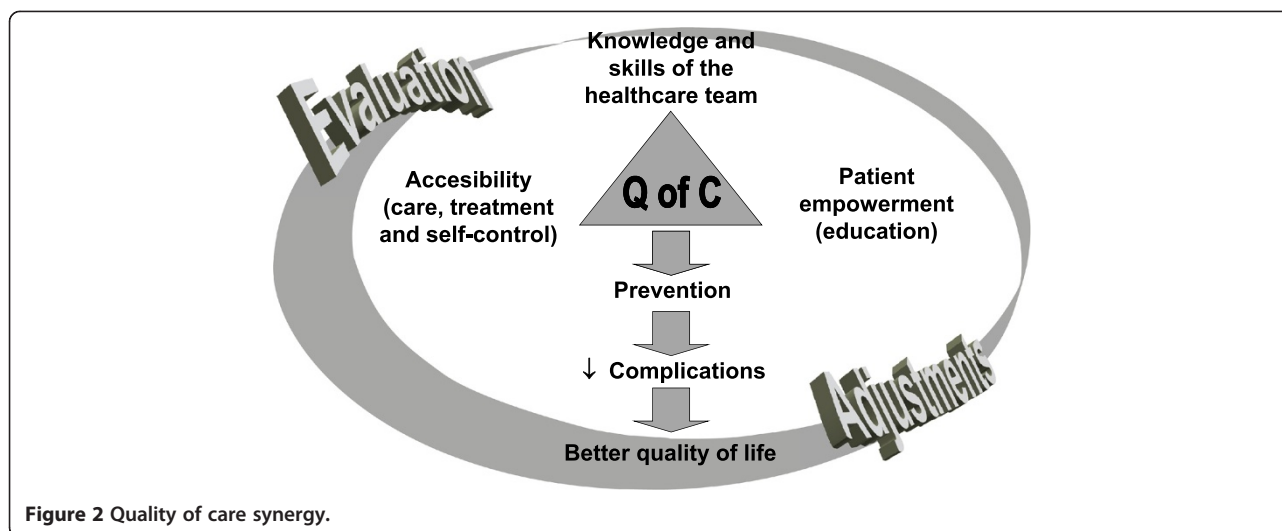 Knowledge and
skills of the
healthcare team
Evaluation
Accesibility
(care, treatment
and self-control)
Q of C
Patient
empowerment
(education)
Prevention
↓ Complications
Adjustments
Better quality of life
Figure 2 Quality of care synergy.